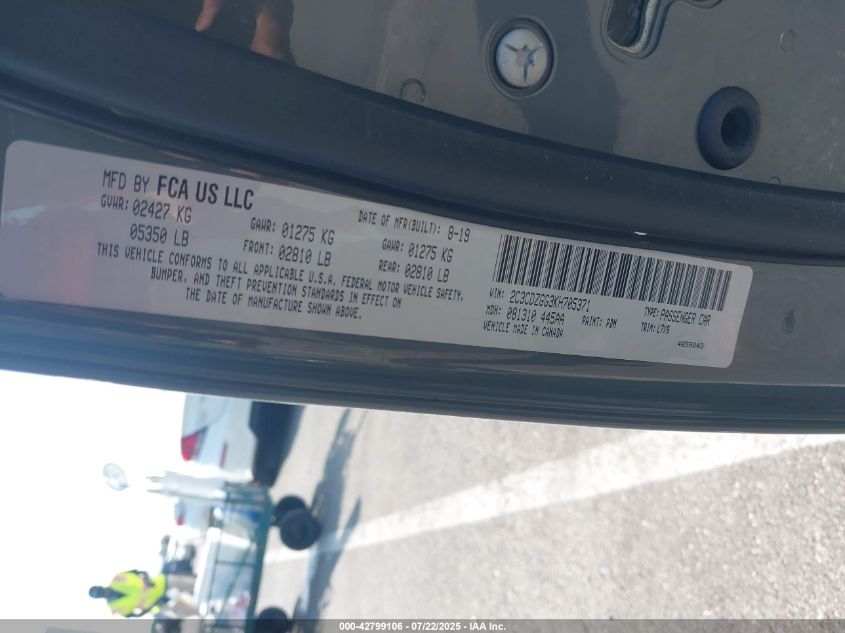 MFD BY FCA US LLC
DATE OF MFR(BUILT): 8-19
GVWR: 02427 KG
GAWR: 01275 KG
GAWR: 01275 KG
05350 LB
FRONT: 02810 LB
REAR: 02810 LB
THIS VEHICLE CONFORMS TO ALL APPLICABLE U.S.A. FEDERAL MOTOR VEHICLE SAFETY,
BUMPER, AND THEFT PREVENTION STANDARDS IN EFFECT ON
THE DATE OF MANUFACTURE SHOWN ABOVE.
VIN: 2C3CDZGG3KH705371
TYPE: PASSENGER CAR
MDH: 081310 445AA
PAINT: PDN
TRIM: L7X9
VEHICLE MADE IN CANADA
000-42799106 - 07/22/2025 - IAA Inc.